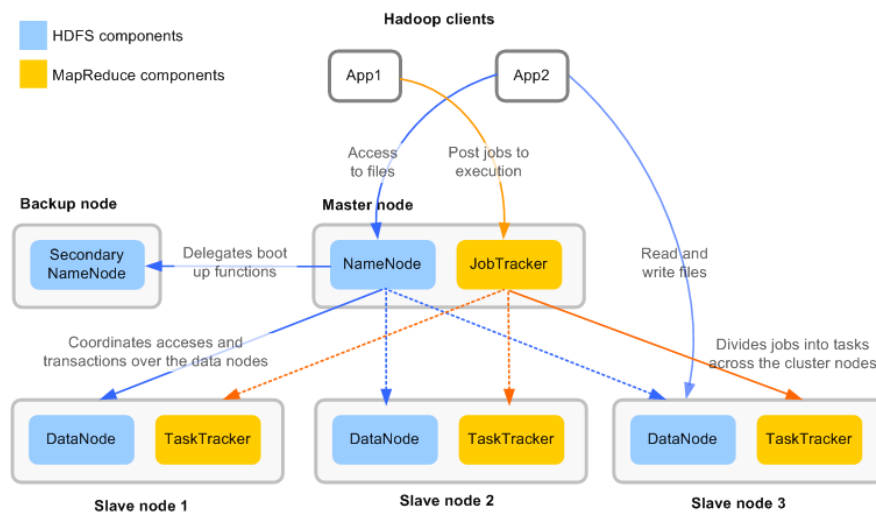 Hadoop clients
HDFS components
MapReduce components
App1
App2
Access
to files
Post jobs to
execution
Backup node
Master node
Secondary
NameNode
Delegates boot
up functions
NameNode
JobTracker
Read and
write files
Coordinates acceses and
transactions over the data nodes
Divides jobs into tasks
across the cluster nodes
DataNode
TaskTracker
DataNode
TaskTracker
DataNode
TaskTracker
Slave node 1
Slave node 2
Slave node 3